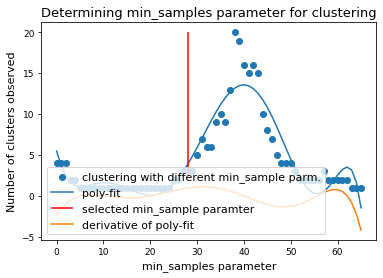 Determining min_samples parameter for clustering
20
15
10
5
0
−5
Number of clusters observed
clustering with different min_sample parm.
poly-fit
selected min_sample paramter
derivative of poly-fit
0 10 20 30 40 50 60
min_samples parameter